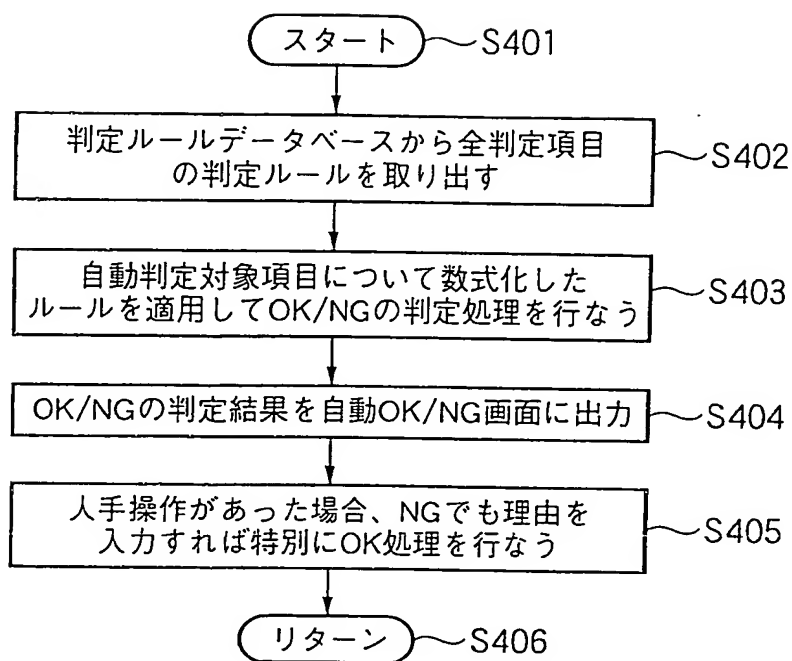 スタート
S401
判定ルールデータベースから全判定項目
の判定ルールを取り出す
S402
自動判定対象項目について数式化した
ルールを適用してOK/NGの判定処理を行なう
S403
OK/NGの判定結果を自動OK/NG画面に出力
S404
人手操作があった場合、NGでも理由を
入力すれば特別にOK処理を行なう
S405
リターン
S406